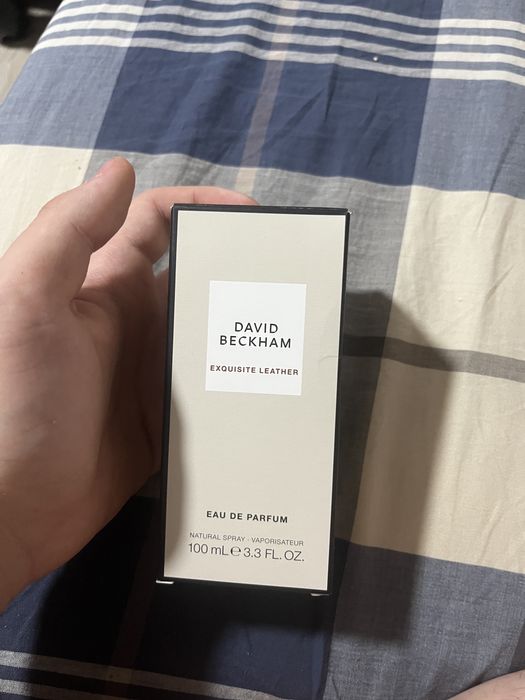 DAVID
BECKHAM
EXQUISITE LEATHER
EAU DE PARFUM
NATURAL SPRAY - VAPORISATEUR
100 mL ℮ 3.3 FL. OZ.